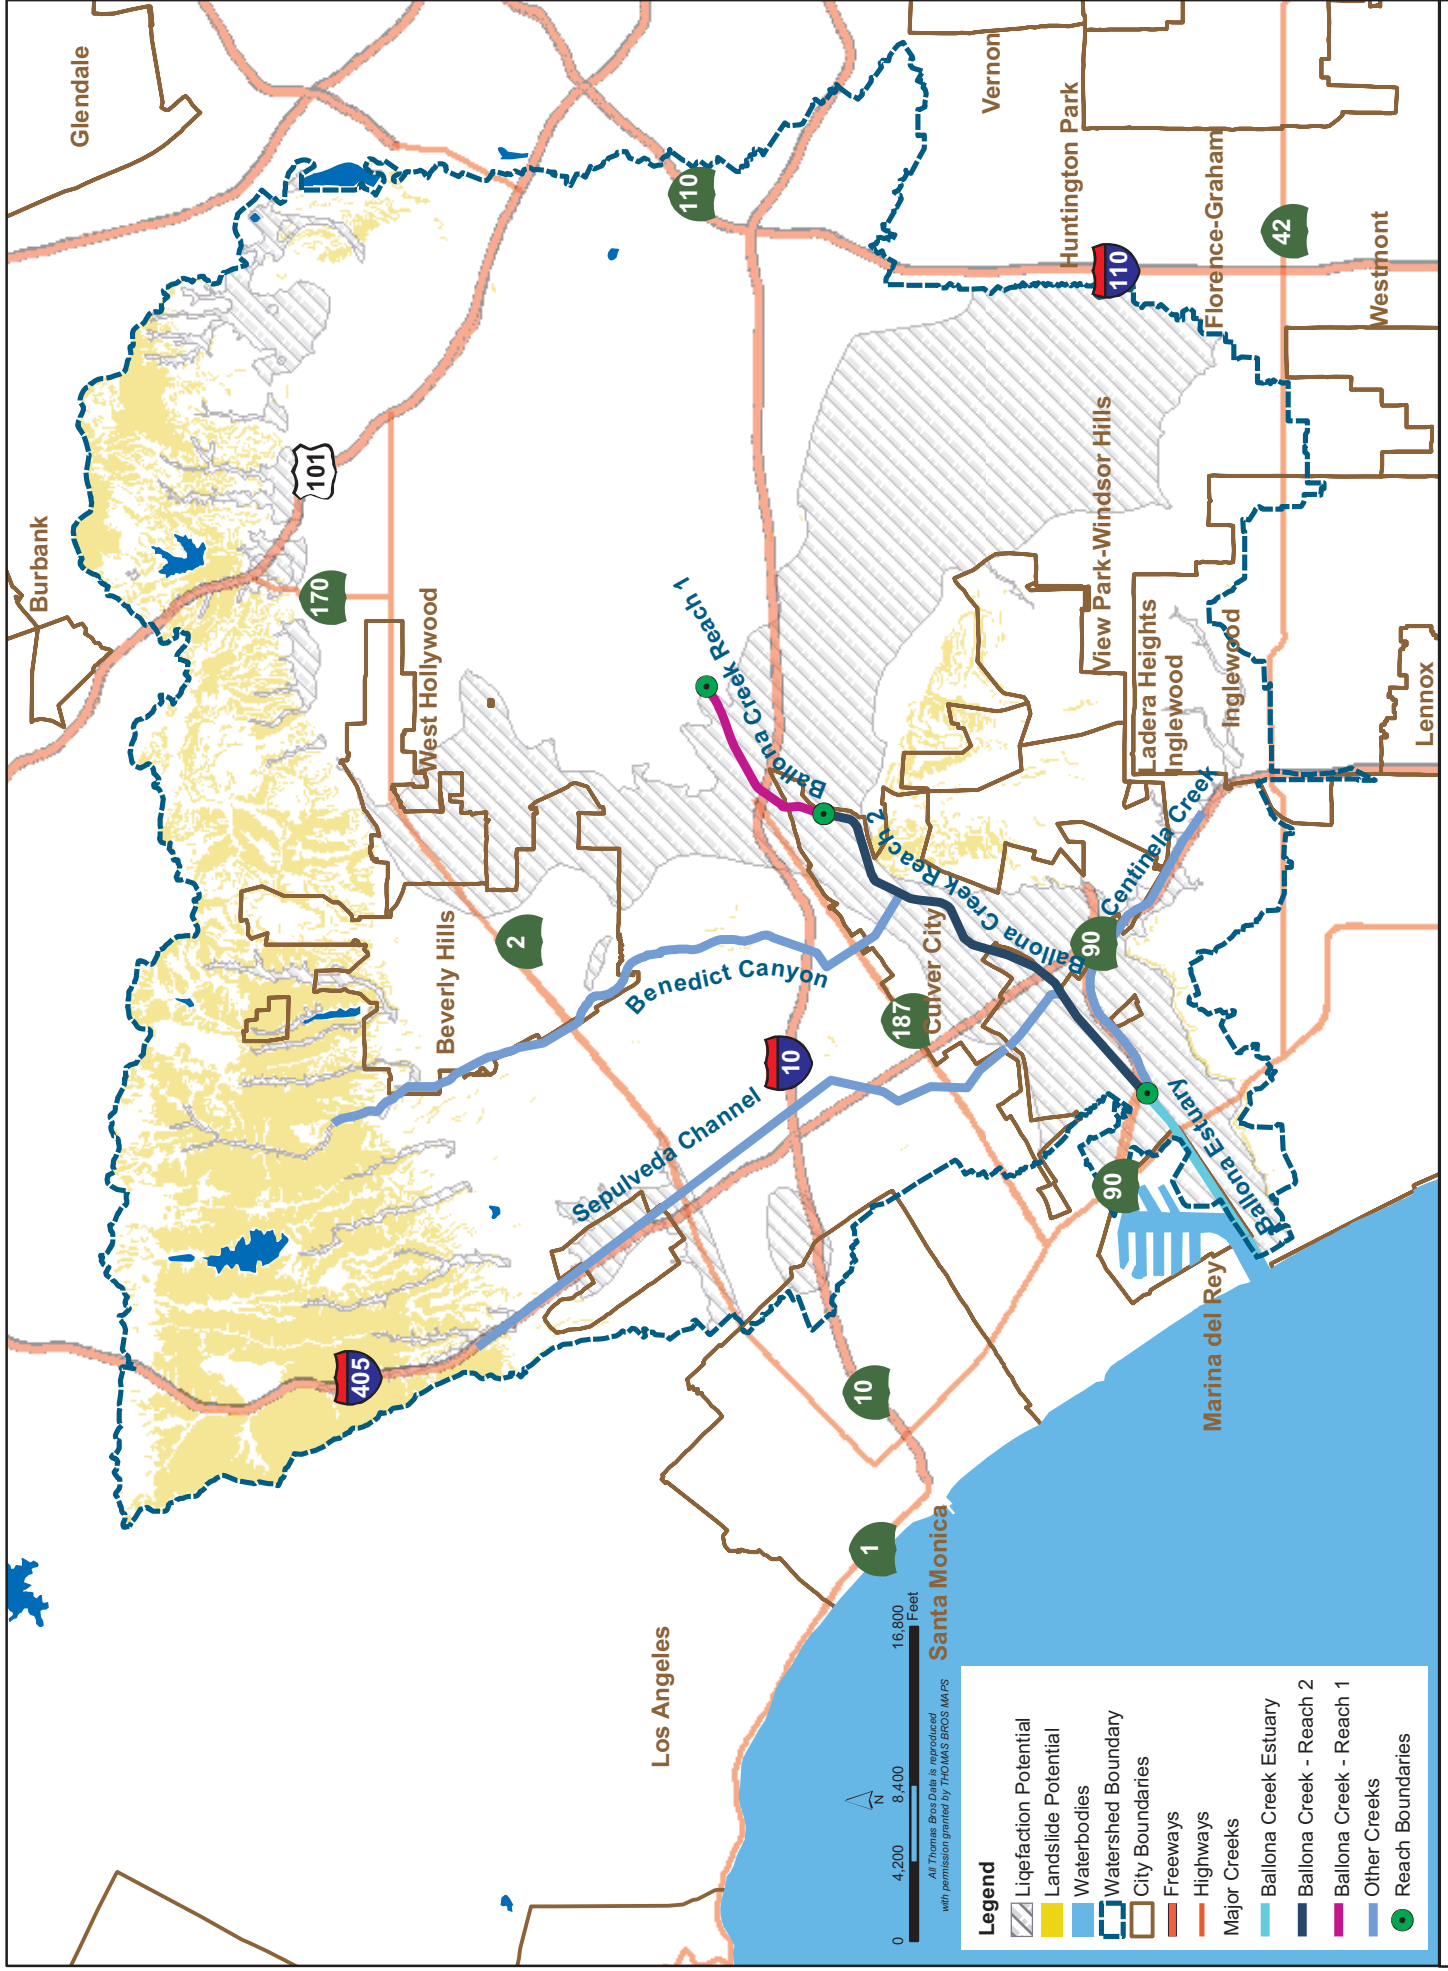 Glendale
Burbank
Vernon
Huntington Park
Florence-Graham
Westmont
110
110
42
101
170
West Hollywood
Ballona Creek Reach 1
View Park-Windsor Hills
Ladera Heights
Inglewood
Inglewood
Lennox
Beverly Hills
2
Benedict Canyon
Ballona Creek Reach 2
Centinela Creek
Culver City
187
90
10
Sepulveda Channel
405
90
Ballona Estuary
Marina del Rey
10
1
Santa Monica
Los Angeles
0 4,200 8,400 16,800
Feet
N
All Thomas Bros Data is reproduced
with permission granted by THOMAS BROS MAPS
Legend
Liqefaction Potential
Landslide Potential
Waterbodies
Watershed Boundary
City Boundaries
Freeways
Highways
Major Creeks
Ballona Creek Estuary
Ballona Creek - Reach 2
Ballona Creek - Reach 1
Other Creeks
Reach Boundaries